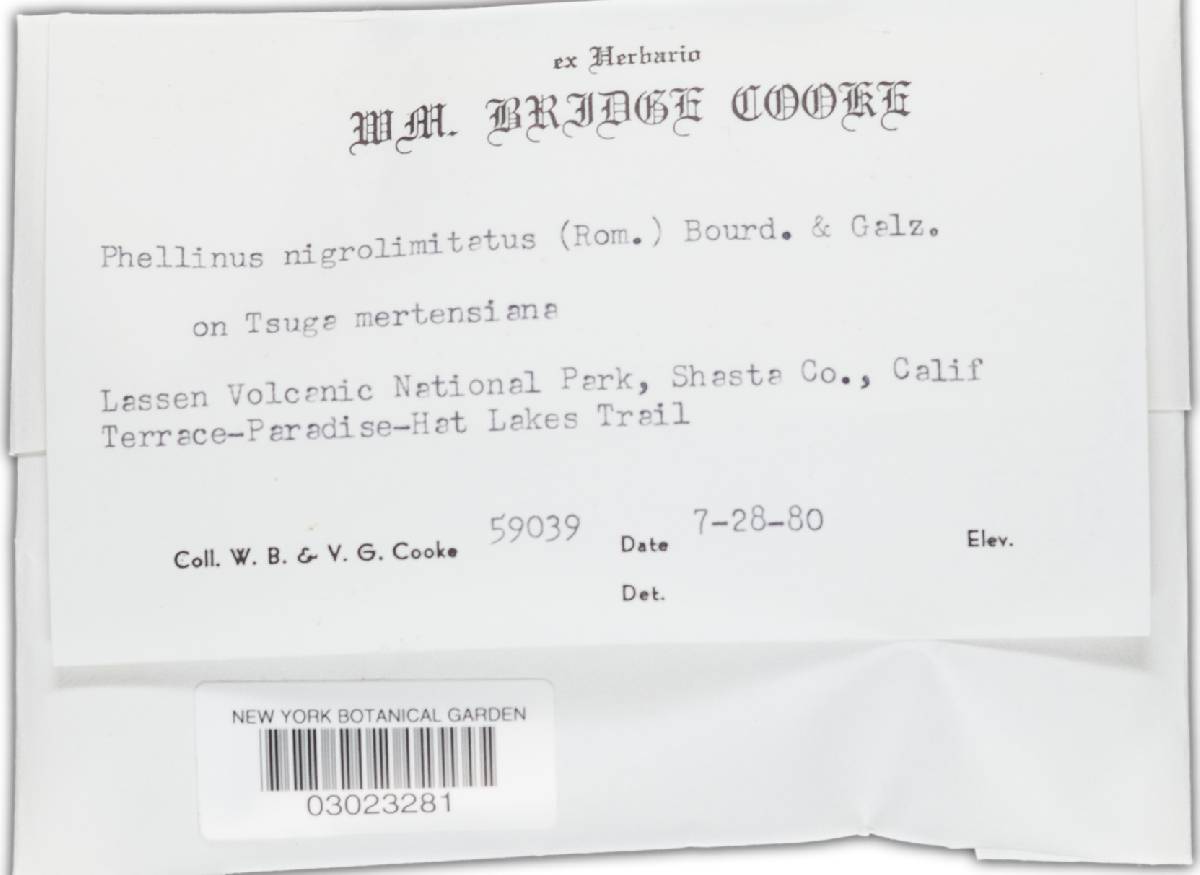 ex Herbario
WM. BRIDGE COOKE
Phellinus nigrolimitatus (Rom.) Bourd. & Galz.
on Tsuga mertensiana
Lassen Volcanic National Park, Shasta Co., Calif
Terrace-Paradise-Hat Lakes Trail
Coll. W. B. & V. G. Cooke 59039 Date 7-28-80 Elev.
Det.
NEW YORK BOTANICAL GARDEN
03023281